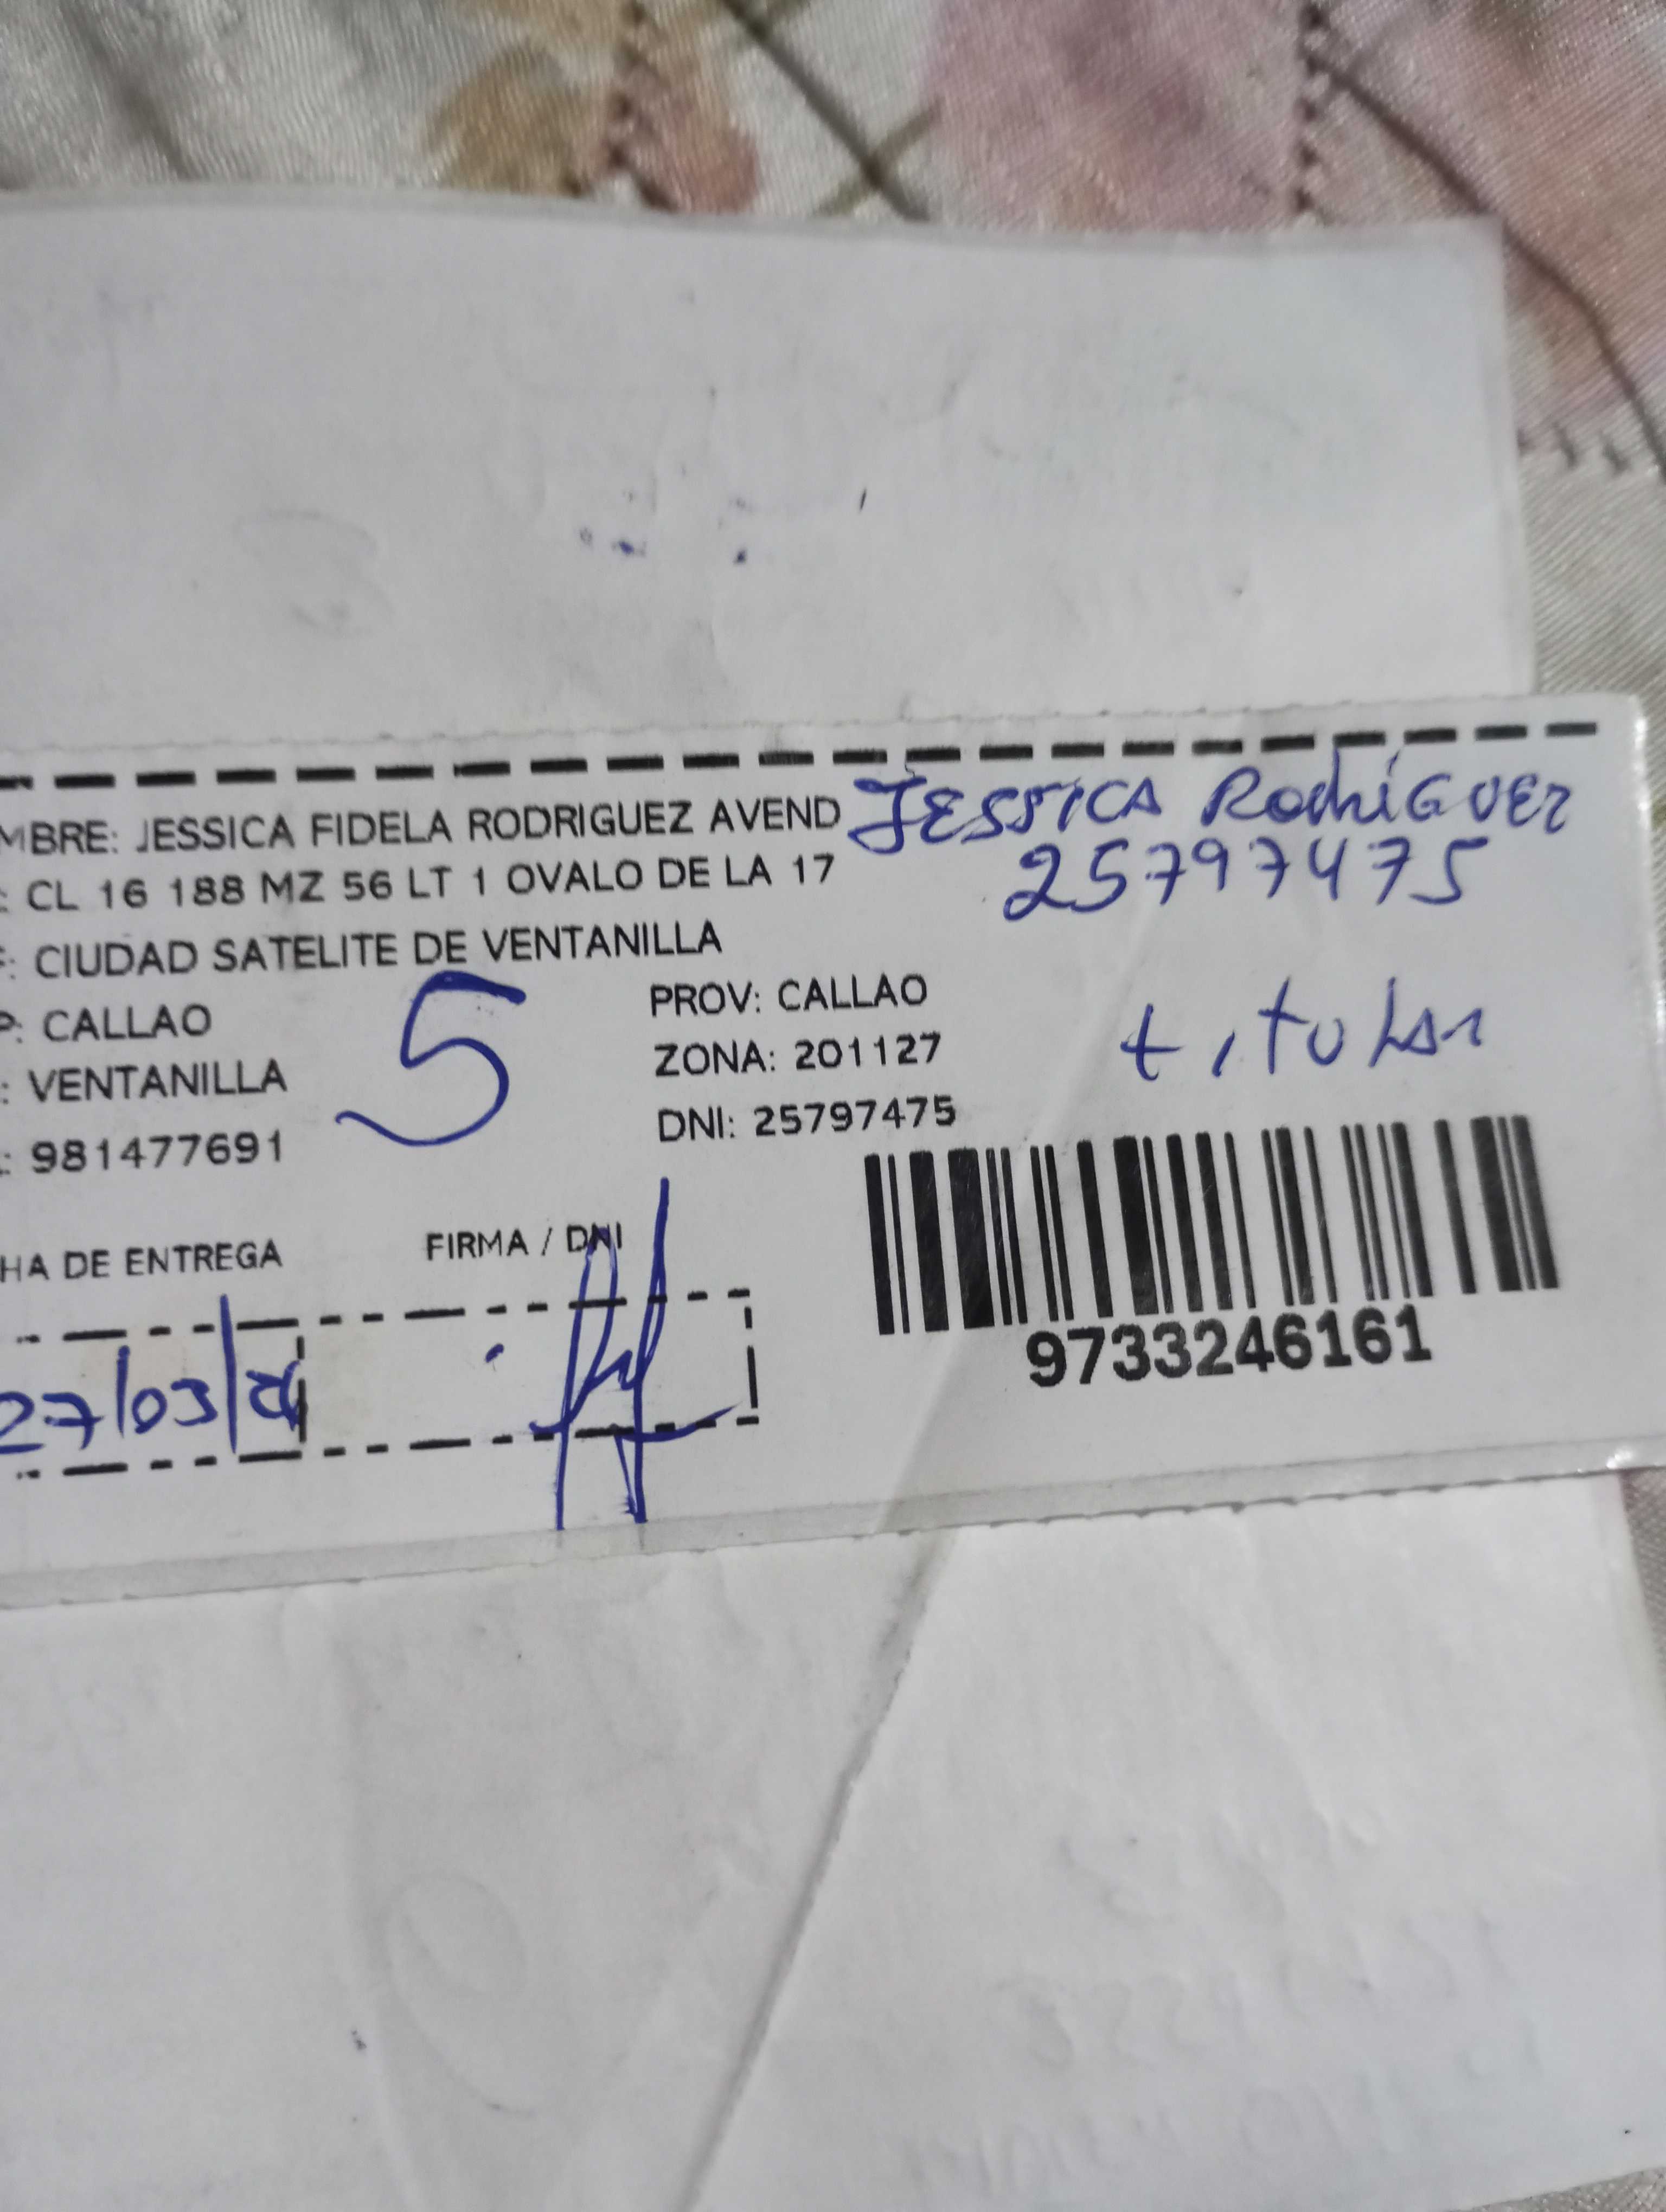 MBRE: JESSICA FIDELA RODRIGUEZ AVEND JESSICA RodRíGUEZ
: CL 16 188 MZ 56 LT 1 OVALO DE LA 17 25797475
: CIUDAD SATELITE DE VENTANILLA
P: CALLAO 5 PROV: CALLAO titular
: VENTANILLA ZONA: 201127
: 981477691 DNI: 25797475
HA DE ENTREGA FIRMA / DNI
27/03/
9733246161